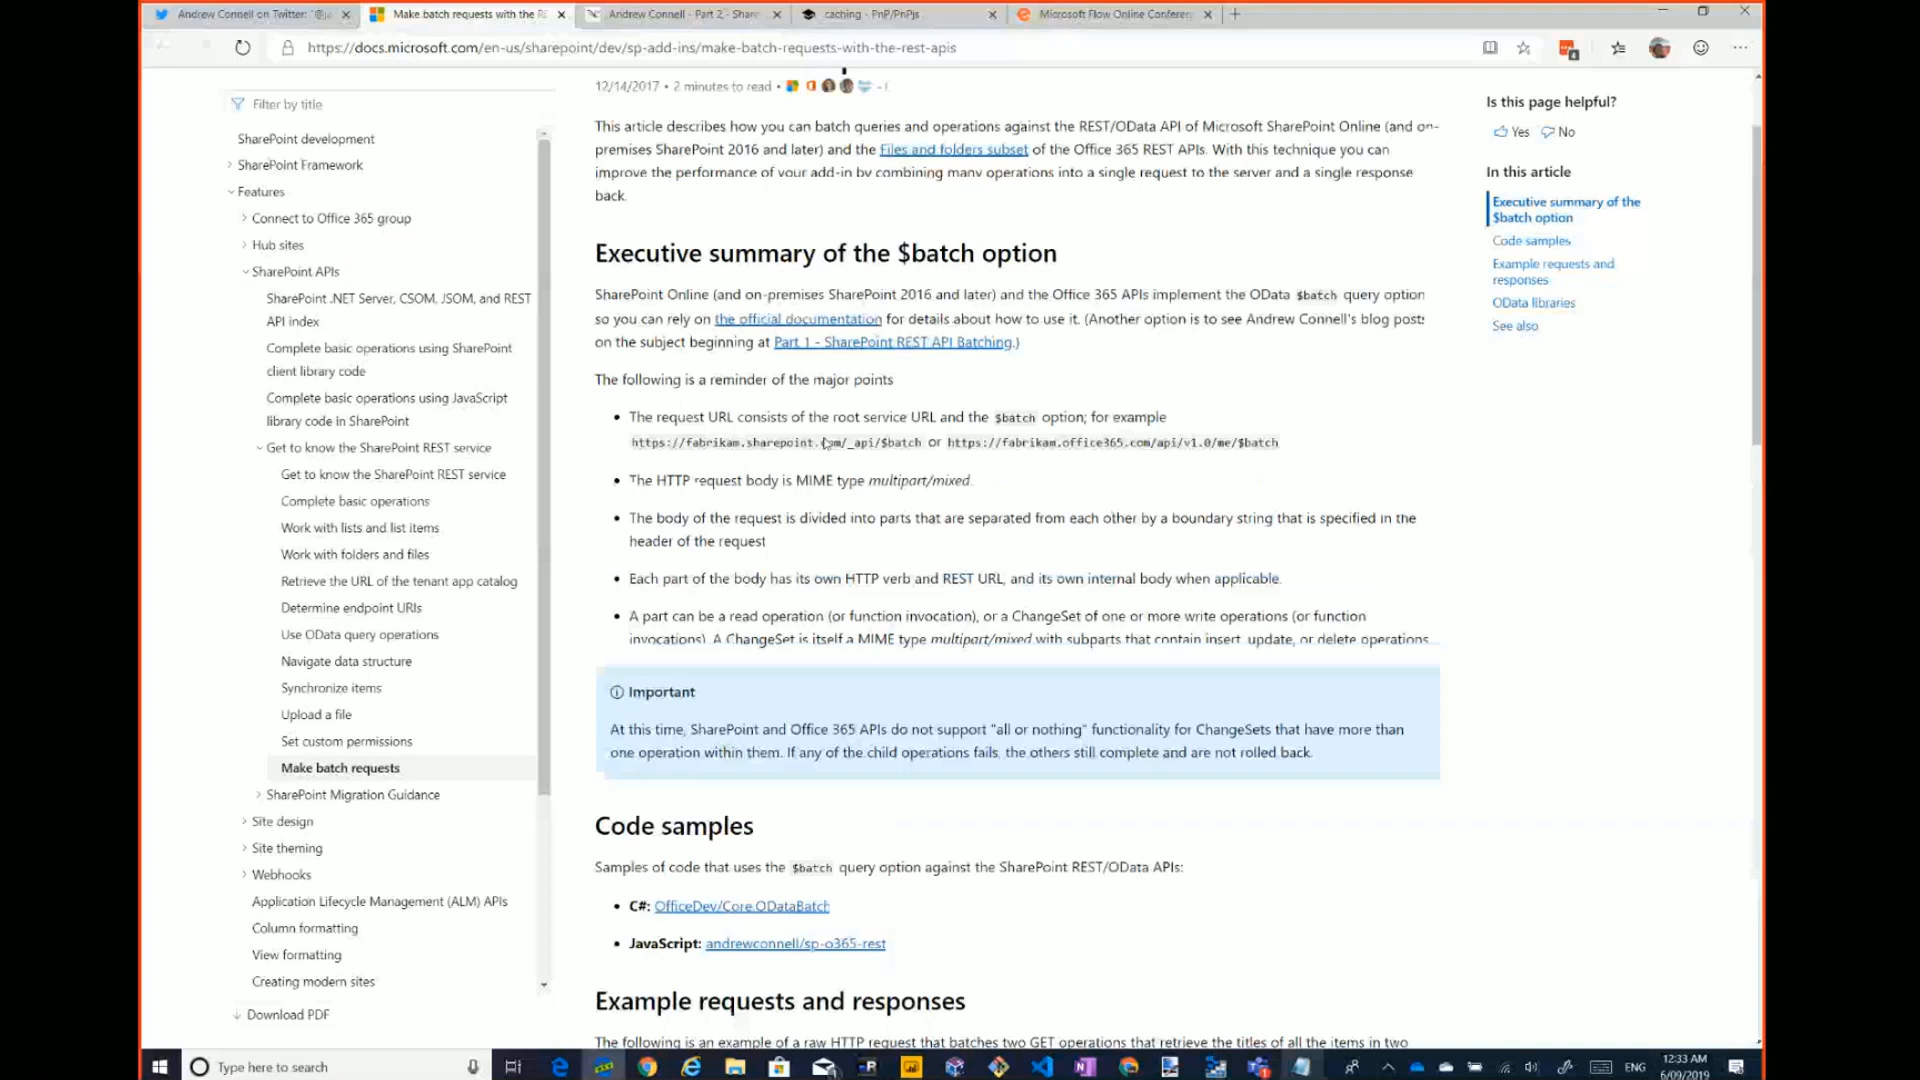 Andrew Connell on Twitter: "@ja
Make batch requests with the RE
Andrew Connell - Part 2 - Share
caching - PnP/PnPjs
Microsoft Flow Online Conferen
https://docs.microsoft.com/en-us/sharepoint/dev/sp-add-ins/make-batch-requests-with-the-rest-apis
Filter by title
SharePoint development
SharePoint Framework
Features
Connect to Office 365 group
Hub sites
SharePoint APIs
SharePoint .NET Server, CSOM, JSOM, and REST
API index
Complete basic operations using SharePoint
client library code
Complete basic operations using JavaScript
library code in SharePoint
Get to know the SharePoint REST service
Get to know the SharePoint REST service
Complete basic operations
Work with lists and list items
Work with folders and files
Retrieve the URL of the tenant app catalog
Determine endpoint URIs
Use OData query operations
Navigate data structure
Synchronize items
Upload a file
Set custom permissions
Make batch requests
SharePoint Migration Guidance
Site design
Site theming
Webhooks
Application Lifecycle Management (ALM) APIs
Column formatting
View formatting
Creating modern sites
Download PDF
12/14/2017 • 2 minutes to read •
This article describes how you can batch queries and operations against the REST/OData API of Microsoft SharePoint Online (and on-
premises SharePoint 2016 and later) and the Files and folders subset of the Office 365 REST APIs. With this technique you can
improve the performance of your add-in by combining many operations into a single request to the server and a single response
back.
Executive summary of the $batch option
SharePoint Online (and on-premises SharePoint 2016 and later) and the Office 365 APIs implement the OData $batch query option
so you can rely on the official documentation for details about how to use it. (Another option is to see Andrew Connell's blog posts
on the subject beginning at Part 1 - SharePoint REST API Batching.)
The following is a reminder of the major points
• The request URL consists of the root service URL and the $batch option; for example
https://fabrikam.sharepoint.com/_api/$batch or https://fabrikam.office365.com/api/v1.0/me/$batch
• The HTTP request body is MIME type multipart/mixed.
• The body of the request is divided into parts that are separated from each other by a boundary string that is specified in the
header of the request
• Each part of the body has its own HTTP verb and REST URL, and its own internal body when applicable.
• A part can be a read operation (or function invocation), or a ChangeSet of one or more write operations (or function
invocations). A ChangeSet is itself a MIME type multipart/mixed with subparts that contain insert, update, or delete operations.
Important
At this time, SharePoint and Office 365 APIs do not support "all or nothing" functionality for ChangeSets that have more than
one operation within them. If any of the child operations fails, the others still complete and are not rolled back.
Code samples
Samples of code that uses the $batch query option against the SharePoint REST/OData APIs:
• C#: OfficeDev/Core.ODataBatch
• JavaScript: andrewconnell/sp-o365-rest
Example requests and responses
The following is an example of a raw HTTP request that batches two GET operations that retrieve the titles of all the items in two
Is this page helpful?
Yes No
In this article
Executive summary of the
$batch option
Code samples
Example requests and
responses
OData libraries
See also
Type here to search
ENG
12:33 AM
6/09/2019